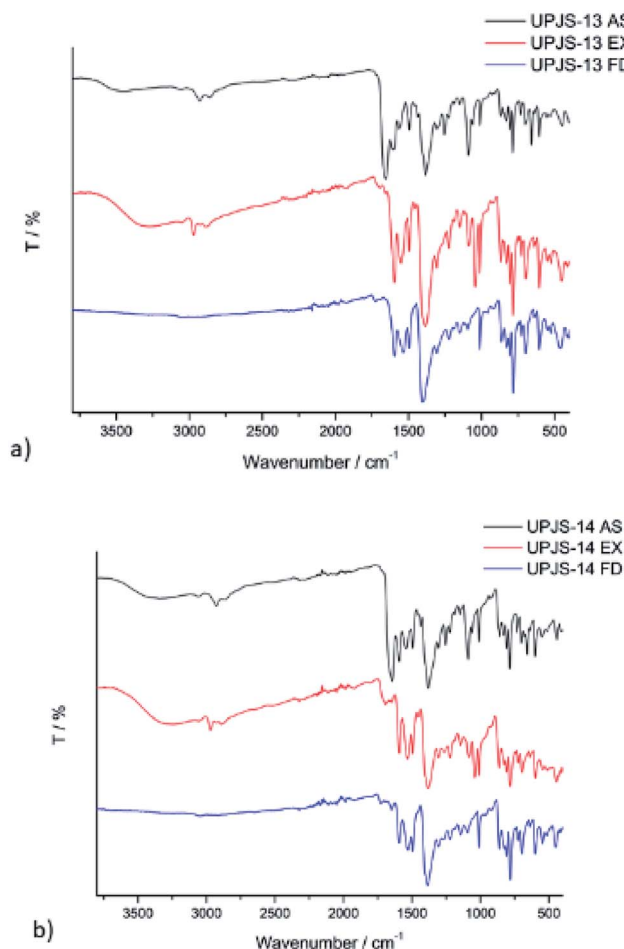 UPJS-13 AS
UPJS-13 EX
UPJS-13 FD
T / %
3500 3000 2500 2000 1500 1000 500
Wavenumber / cm-1
a)
UPJS-14 AS
UPJS-14 EX
UPJS-14 FD
T / %
3500 3000 2500 2000 1500 1000 500
Wavenumber / cm-1
b)